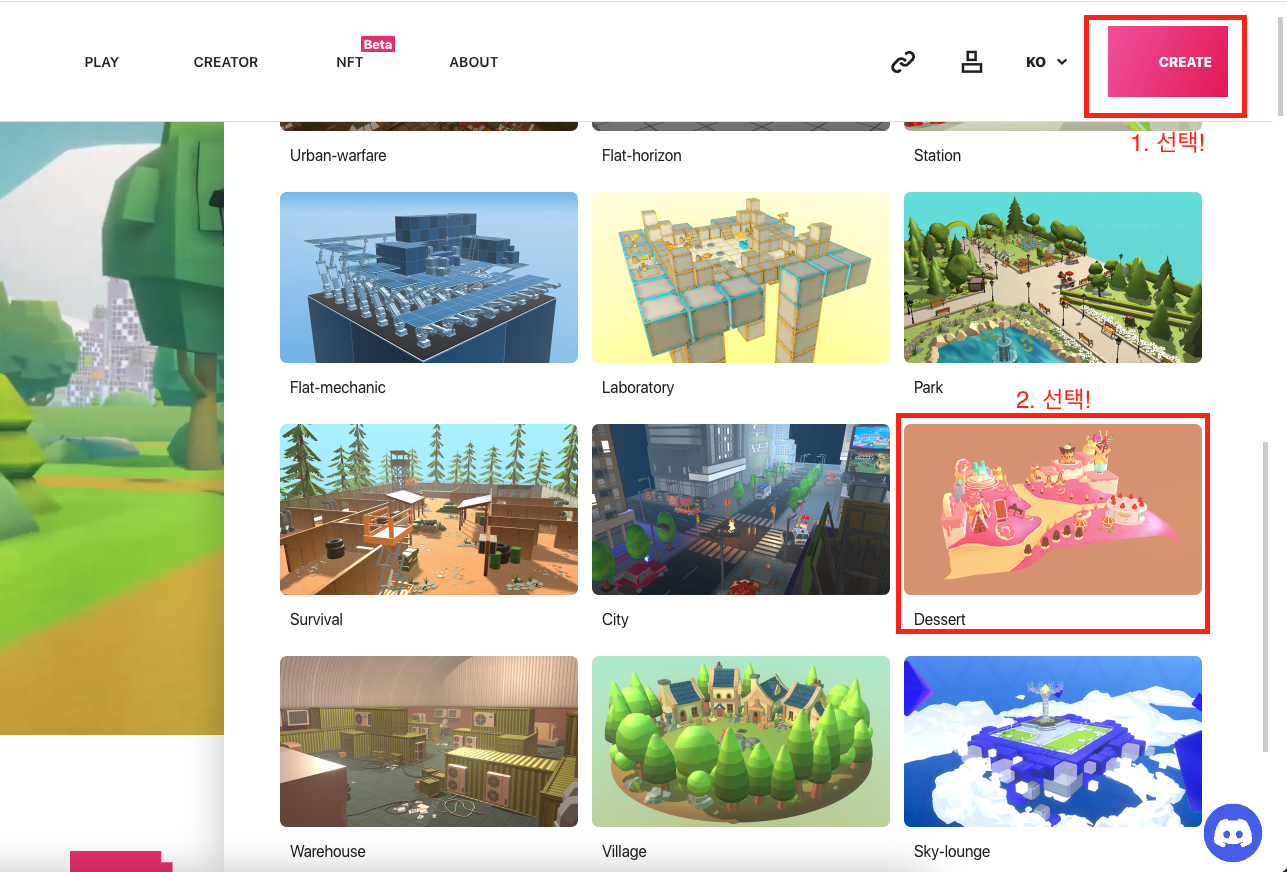 Beta
PLAY CREATOR NFT ABOUT KO CREATE
1. 선택!
Urban-warfare Flat-horizon Station
Flat-mechanic Laboratory Park
2. 선택!
Survival City Dessert
Warehouse Village Sky-lounge